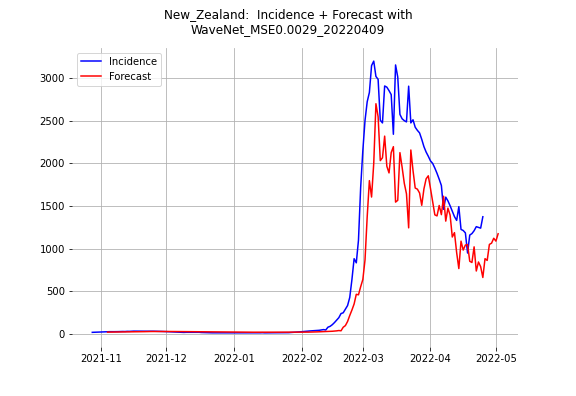 New_Zealand:  Incidence + Forecast with
WaveNet_MSE0.0029_20220409
Incidence
Forecast
3000
2500
2000
1500
1000
500
0
2021-11 2021-12 2022-01 2022-02 2022-03 2022-04 2022-05